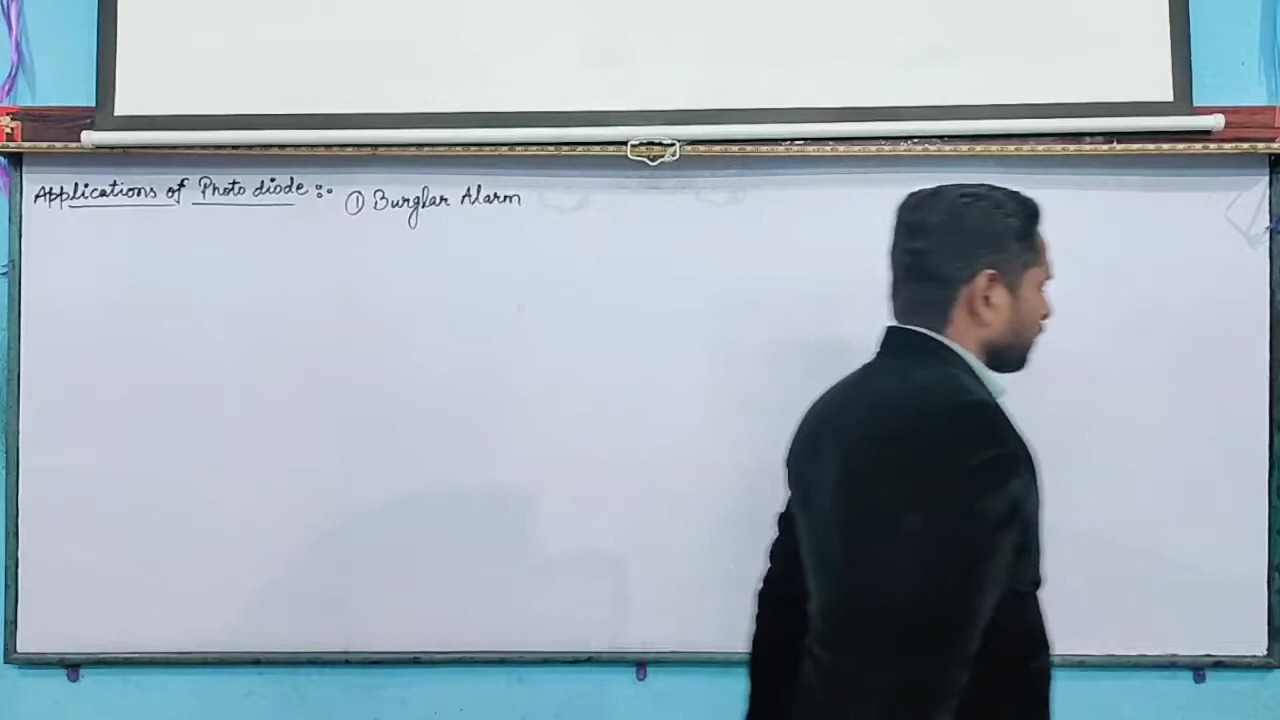 Applications of Photo diode :- ① Burglar Alarm